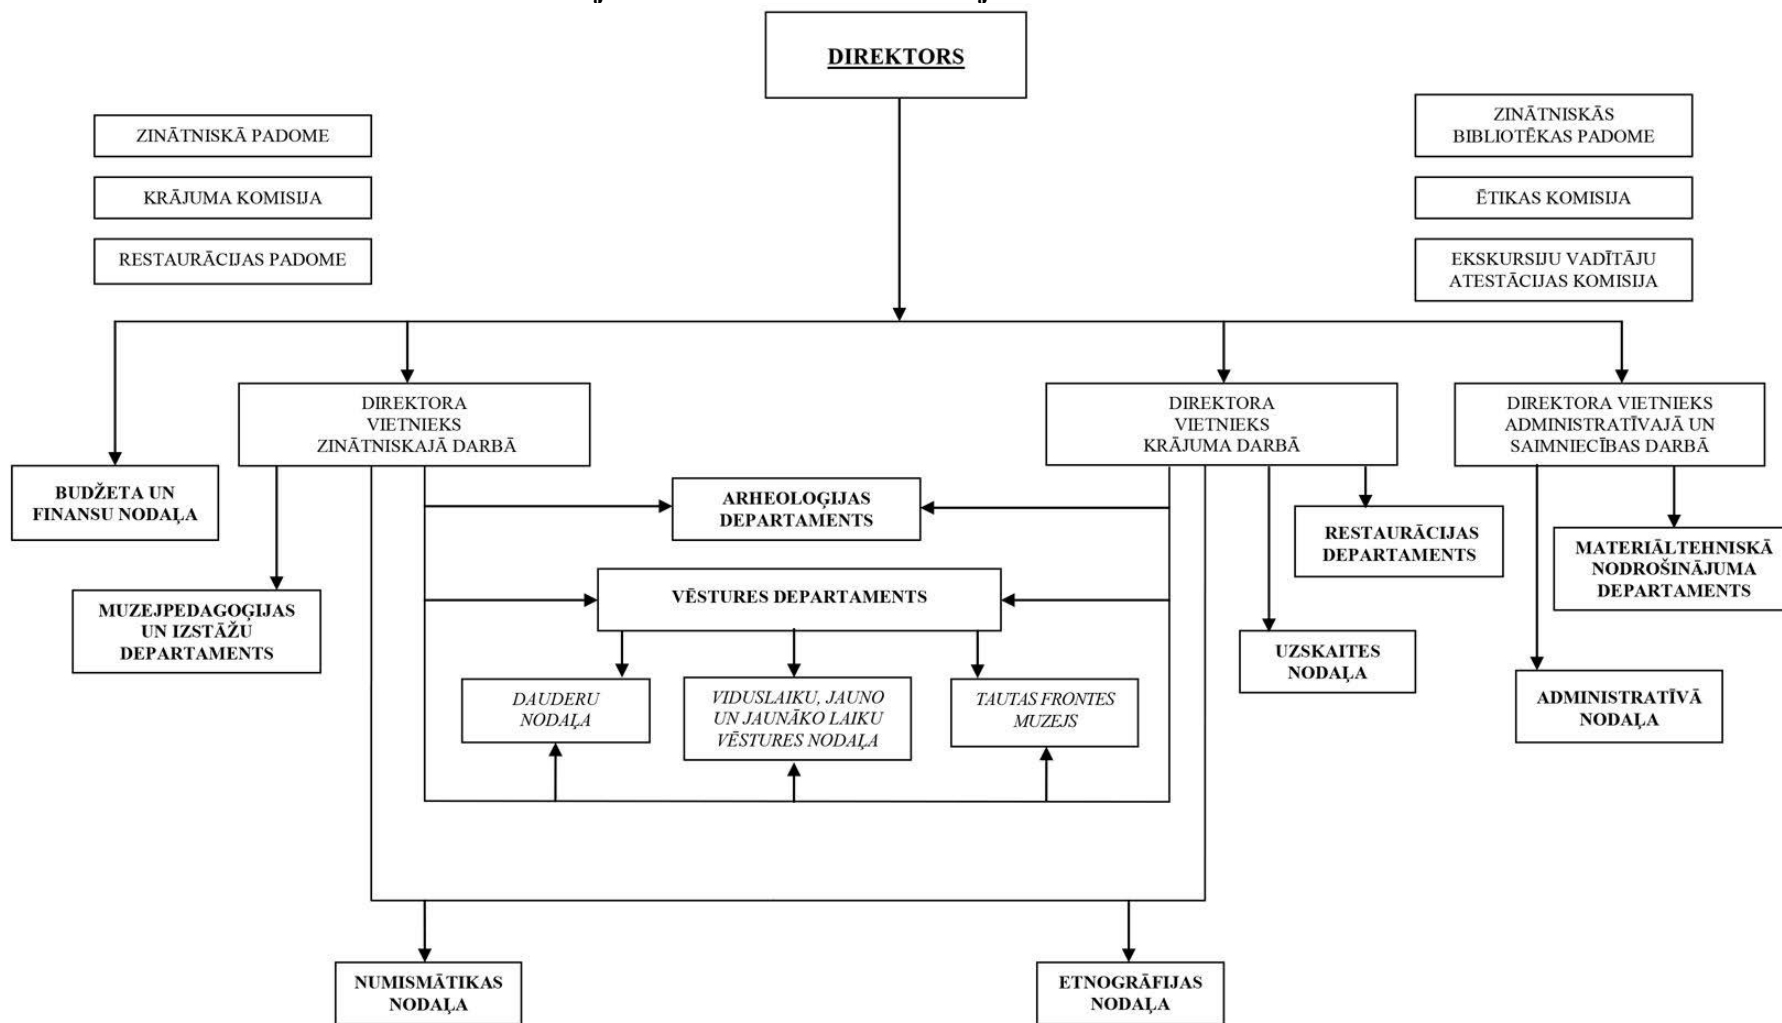 DIREKTORS
ZINĀTNISKĀ PADOME
KRĀJUMA KOMISIJA
RESTAURĀCIJAS PADOME
ZINĀTNISKĀS
BIBLIOTĒKAS PADOME
ĒTIKAS KOMISIJA
EKSKURSIJU VADĪTĀJU
ATESTĀCIJAS KOMISIJA
DIREKTORA
VIETNIEKS
ZINĀTNISKAJĀ DARBĀ
DIREKTORA
VIETNIEKS
KRĀJUMA DARBĀ
DIREKTORA VIETNIEKS
ADMINISTRATĪVAJĀ UN
SAIMNIECĪBAS DARBĀ
BUDŽETA UN
FINANSU NODAĻA
ARHEOLOĢIJAS
DEPARTAMENTS
RESTAURĀCIJAS
DEPARTAMENTS
MATERIĀLTEHNISKĀ
NODROŠINĀJUMA
DEPARTAMENTS
MUZEJPEDAGOĢIJAS
UN IZSTĀŽU
DEPARTAMENTS
VĒSTURES DEPARTAMENTS
UZSKAITES
NODAĻA
DAUDERU
NODAĻA
VIDUSLAIKU, JAUNO
UN JAUNĀKO LAIKU
VĒSTURES NODAĻA
TAUTAS FRONTES
MUZEJS
ADMINISTRATĪVĀ
NODAĻA
NUMISMĀTIKAS
NODAĻA
ETNOGRĀFIJAS
NODAĻA